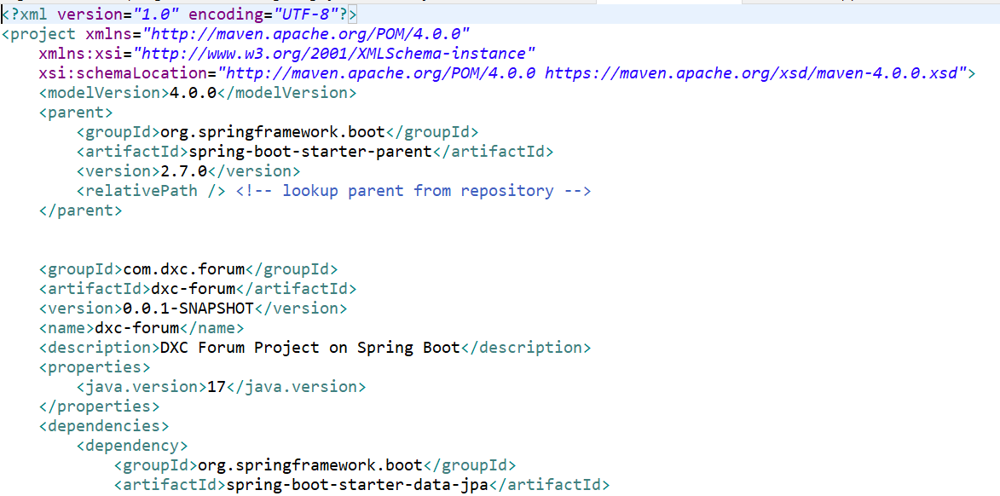 <?xml version="1.0" encoding="UTF-8"?>
<project xmlns="http://maven.apache.org/POM/4.0.0"
    xmlns:xsi="http://www.w3.org/2001/XMLSchema-instance"
    xsi:schemaLocation="http://maven.apache.org/POM/4.0.0 https://maven.apache.org/xsd/maven-4.0.0.xsd">
    <modelVersion>4.0.0</modelVersion>
    <parent>
        <groupId>org.springframework.boot</groupId>
        <artifactId>spring-boot-starter-parent</artifactId>
        <version>2.7.0</version>
        <relativePath /> <!-- lookup parent from repository -->
    </parent>
    <groupId>com.dxc.forum</groupId>
    <artifactId>dxc-forum</artifactId>
    <version>0.0.1-SNAPSHOT</version>
    <name>dxc-forum</name>
    <description>DXC Forum Project on Spring Boot</description>
    <properties>
        <java.version>17</java.version>
    </properties>
    <dependencies>
        <dependency>
            <groupId>org.springframework.boot</groupId>
            <artifactId>spring-boot-starter-data-jpa</artifactId>